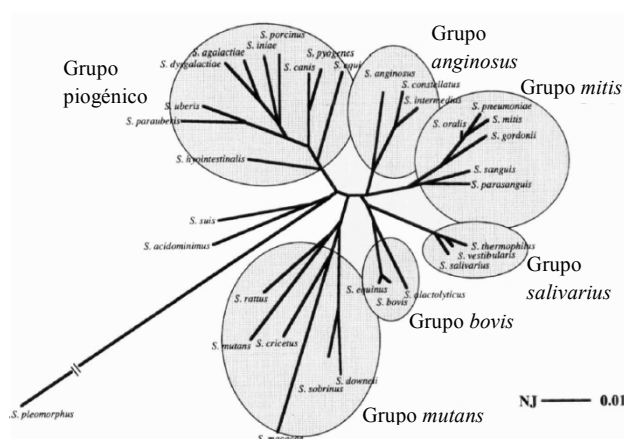 Grupo
piogénico
S. porcinus
S. iniae
S. agalactiae
S. dysgalactiae
S. pyogenes
S. canis
S. equi
S. uberis
S. parauberis
S. hyointestinalis
Grupo
anginosus
S. anginosus
S. constellatus
S. intermedius
Grupo mitis
S. pneumoniae
S. mitis
S. oralis
S. gordonii
S. sanguis
S. parasanguis
S. suis
S. acidominimus
S. thermophilus
S. vestibularis
S. salivarius
Grupo
salivarius
S. equinus
S. bovis
S. alactolyticus
Grupo bovis
S. rattus
S. mutans
S. cricetus
S. sobrinus
S. downeii
Grupo mutans
S. pleomorphus
NJ 0.01